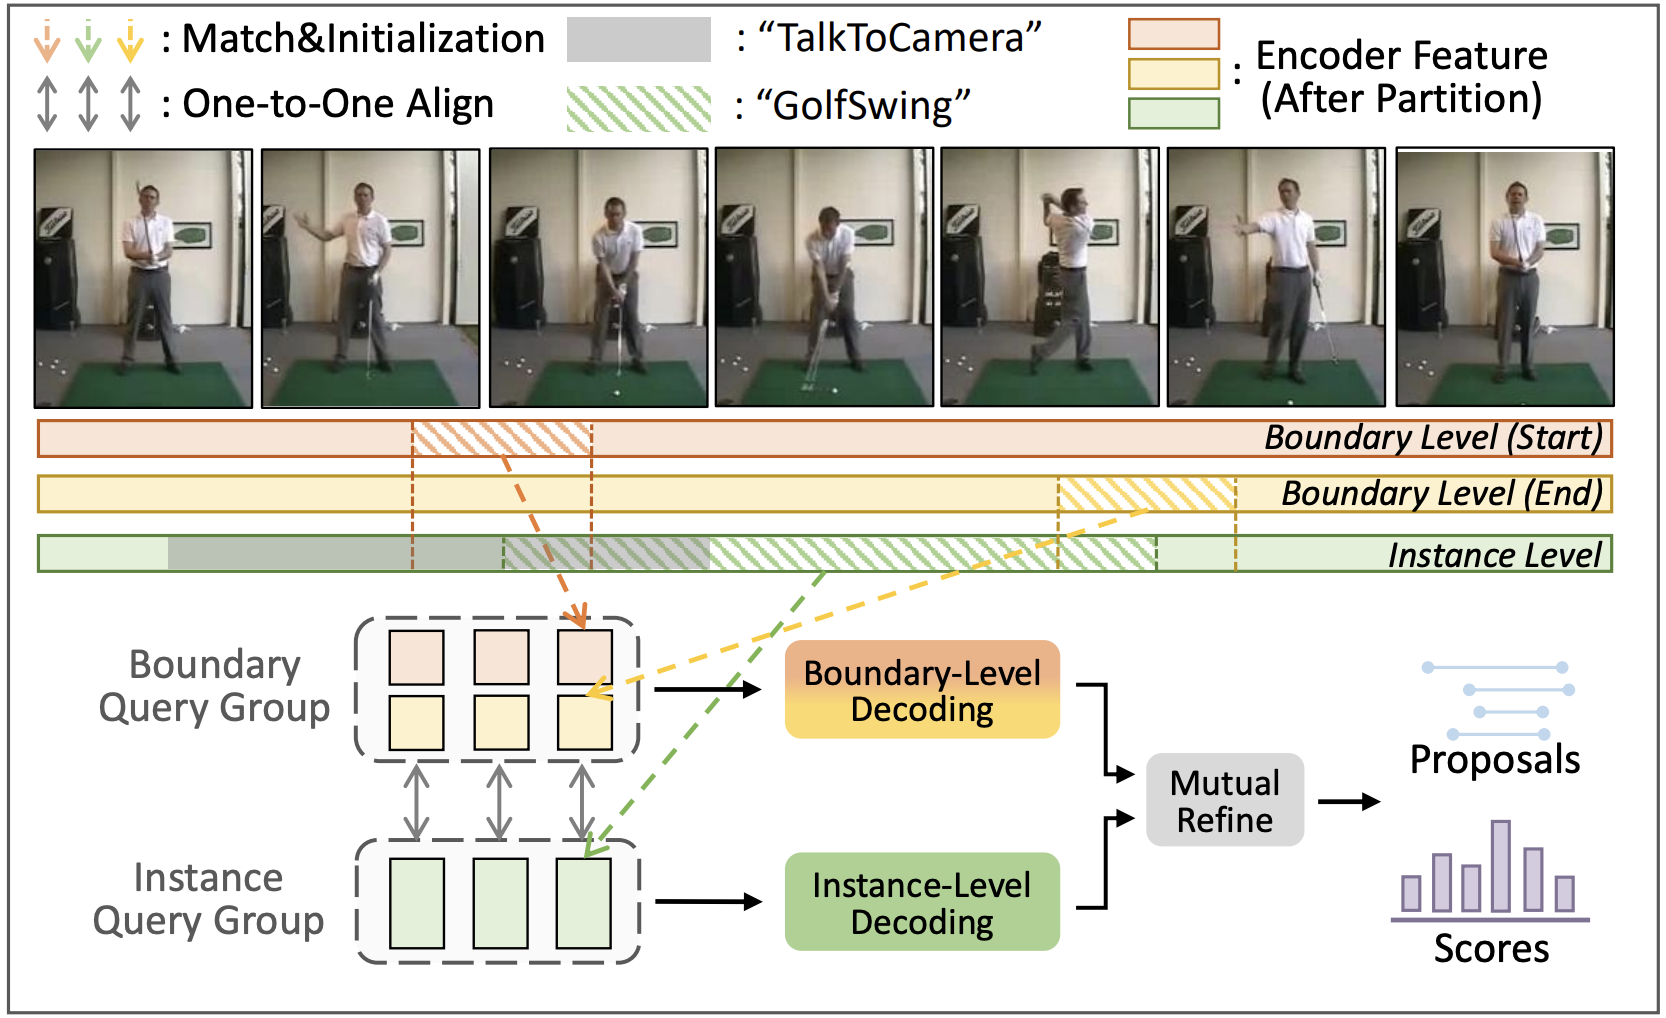 : Match&Initialization
: One-to-One Align
: “TalkToCamera”
: “GolfSwing”
: Encoder Feature
(After Partition)
Boundary Level (Start)
Boundary Level (End)
Instance Level
Boundary
Query Group
Instance
Query Group
Boundary-Level
Decoding
Instance-Level
Decoding
Mutual
Refine
Proposals
Scores